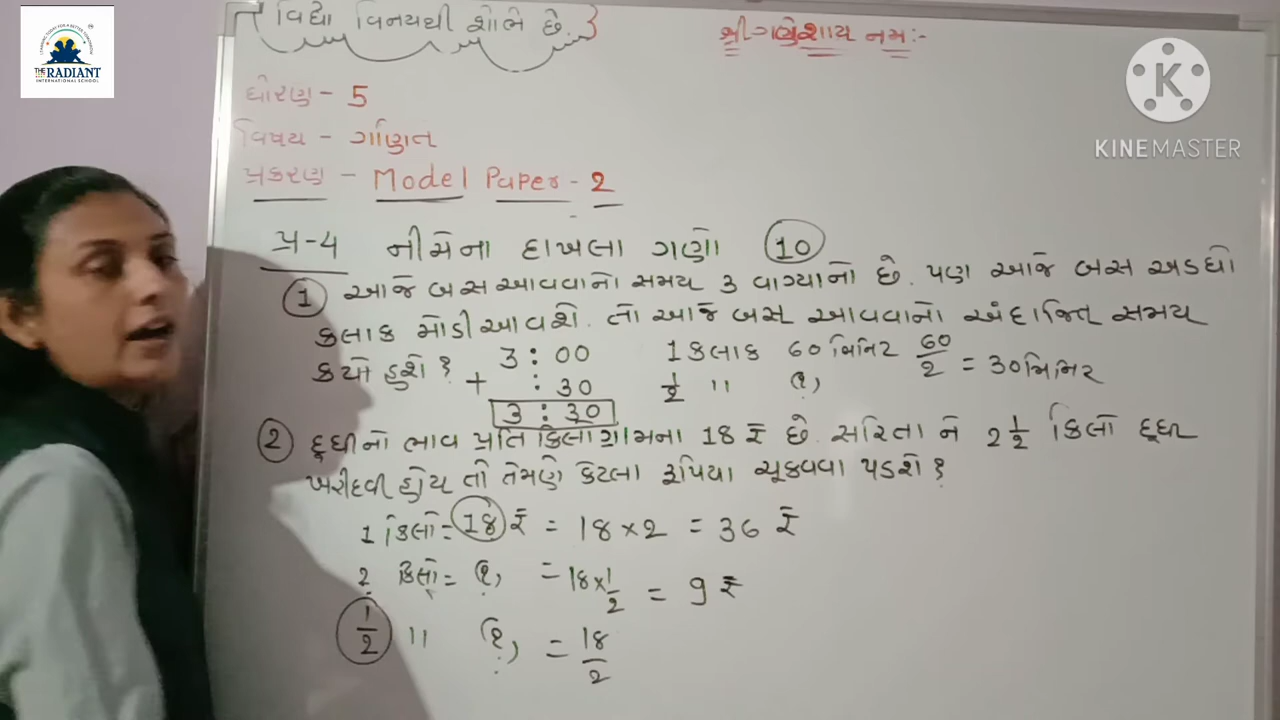 THE RADIANT
INTERNATIONAL SCHOOL
વિદ્યા વિનયથી શોભે છે.
શ્રી ગણેશાય નમઃ-
K
KINEMASTER
ધોરણ - 5
વિષય - ગણિત
પ્રકરણ - Model Paper - 2
પ્ર-4 નીચેના દાખલા ગણો 10
1 આજે બસ આવવાનો સમય 3 વાગ્યાનો છે. પણ આજે બસ અડધો
કલાક મોડી આવશે. તો આજે બસ આવવાનો અંદાજિત સમય
કયો હશે ? 3:00 1 કલાક 60 મિનિટ 60/2 = 30 મિનિટ
+ :30 1/2 " (?)
3:30
2 દૂધીનો ભાવ પ્રતિ કિલોગ્રામના 18 ₹ છે. સરિતા ને 2 1/2 કિલો દૂધી
ખરીદવી હોય તો તેમણે કેટલા રૂપિયા ચૂકવવા પડશે ?
1 કિલો = 18 ₹ = 18 × 2 = 36 ₹
2 કિલો = (?) = 18 × 1/2 = 9 ₹
1/2 " (?) = 18/2